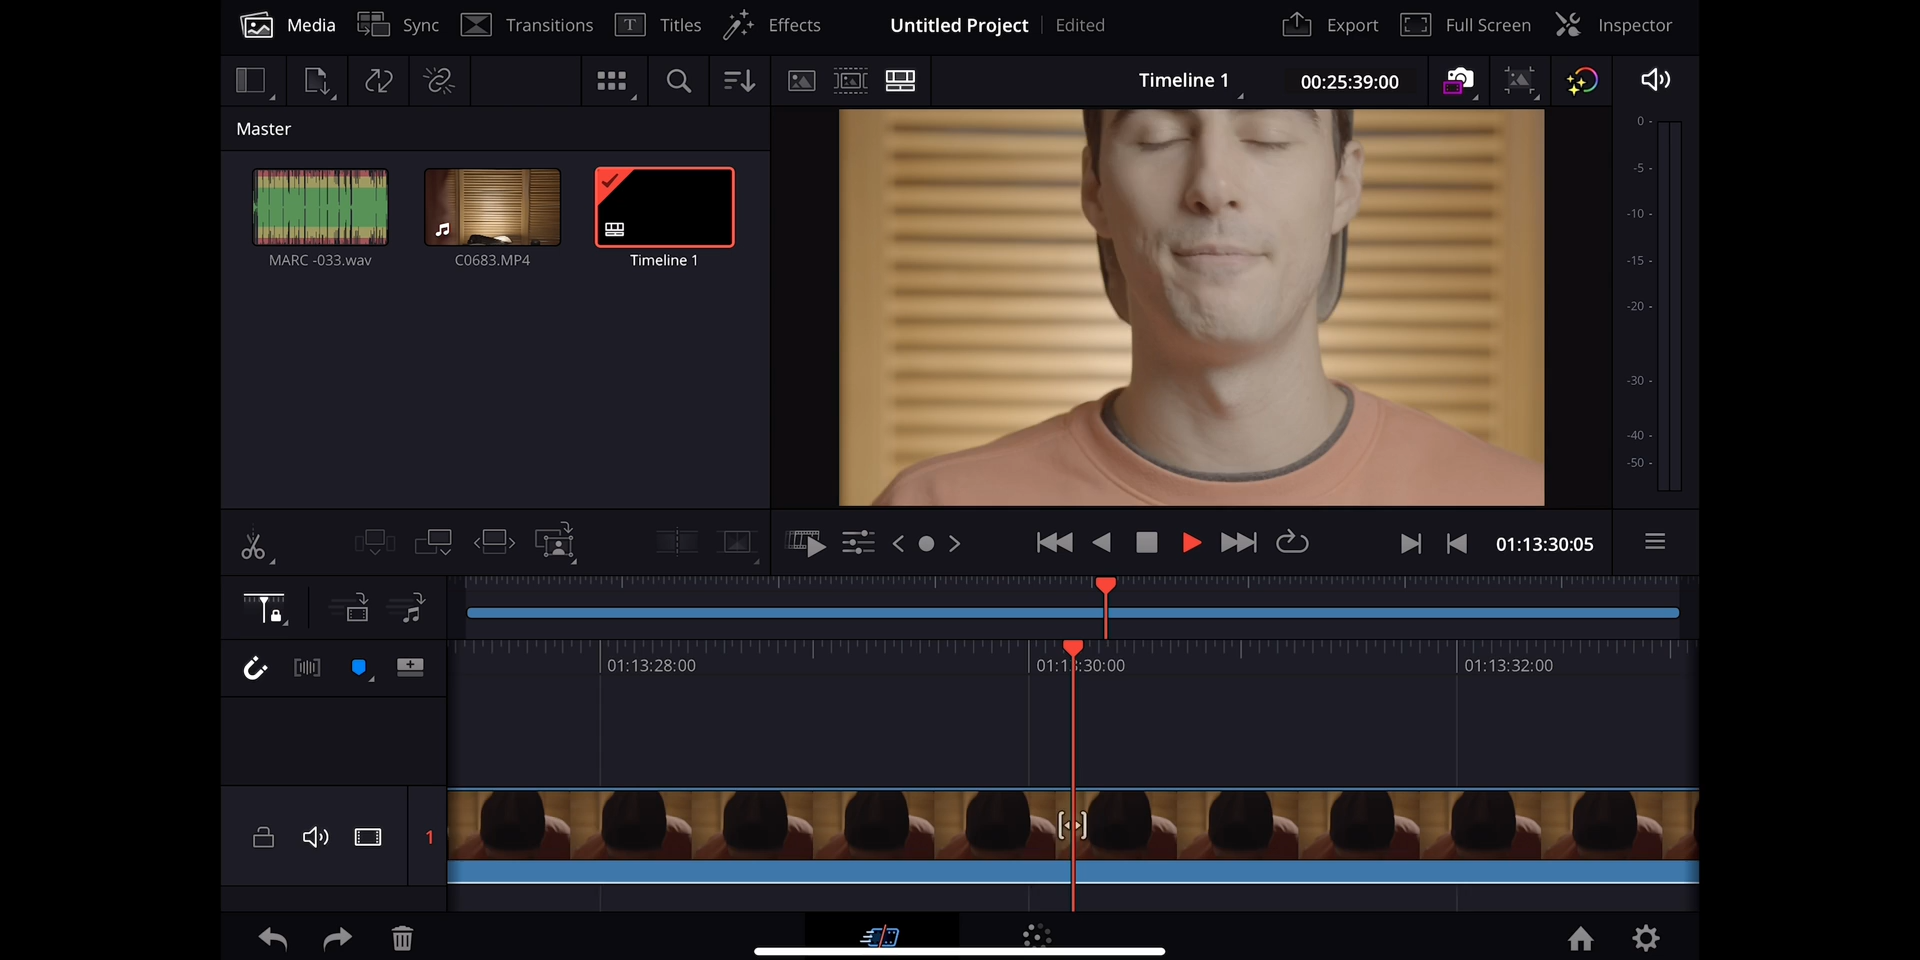 Media Sync Transitions T Titles Effects Untitled Project Edited Export Full Screen Inspector
Timeline 1 00:25:39:00
Master
MARC -033.wav C0683.MP4 Timeline 1
0 -
-5 -
-10 -
-15 -
-20 -
-30 -
-40 -
-50 -
01:13:30:05
01:13:28:00 01:13:30:00 01:13:32:00
1